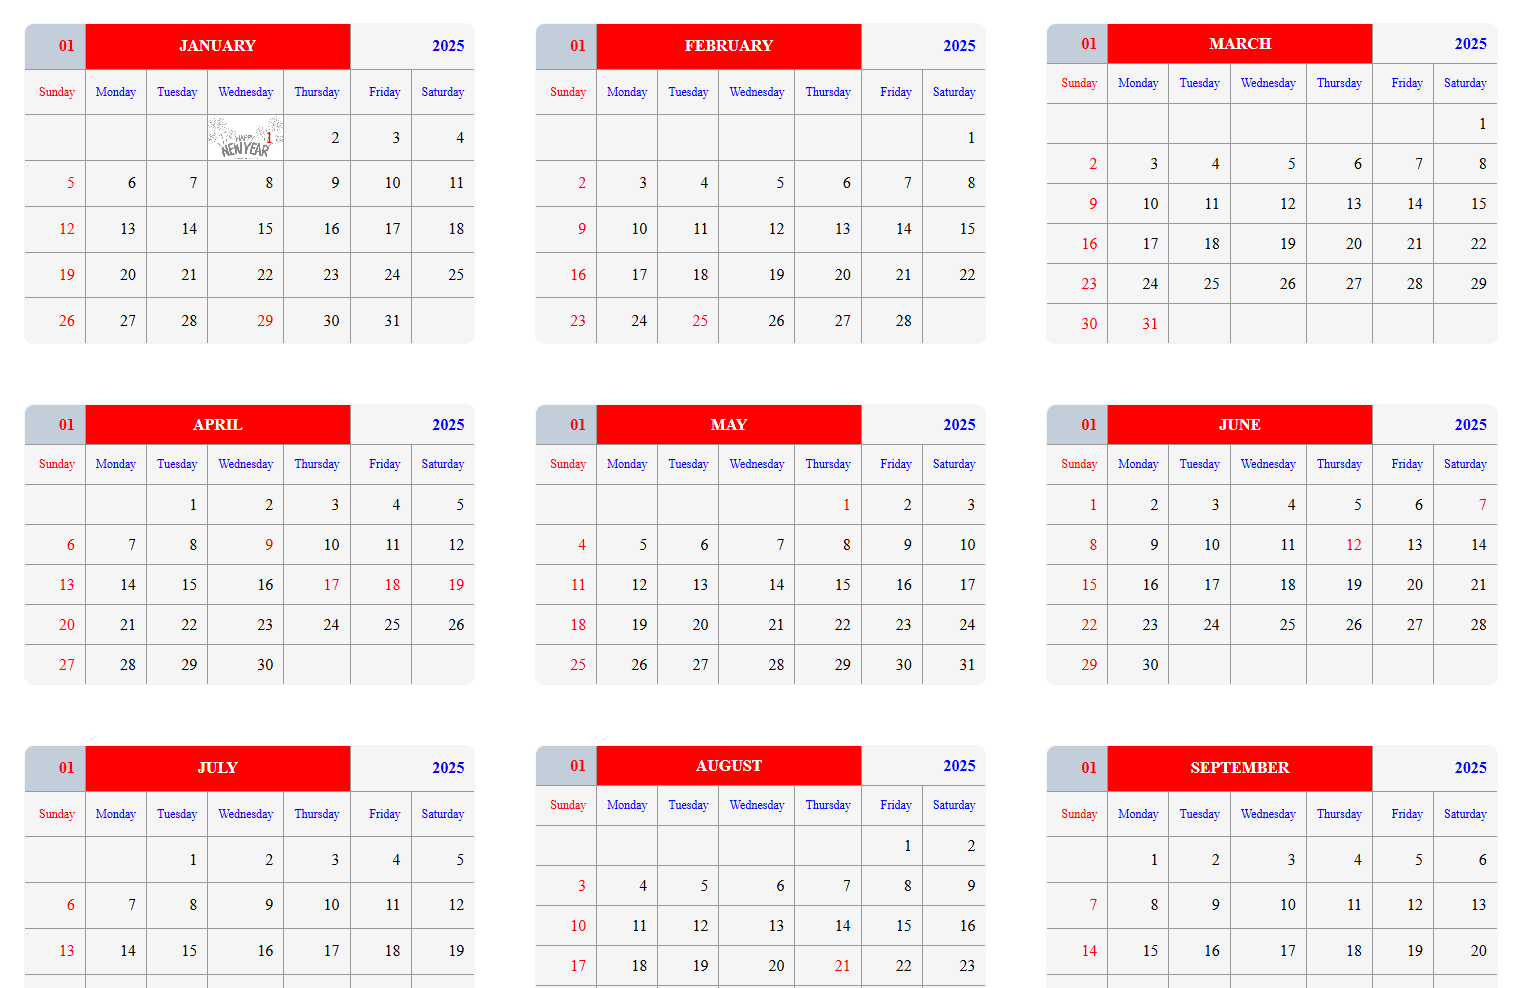 01 JANUARY 2025
Sunday Monday Tuesday Wednesday Thursday Friday Saturday
HAPPY NEW YEAR 1 2 3 4
5 6 7 8 9 10 11
12 13 14 15 16 17 18
19 20 21 22 23 24 25
26 27 28 29 30 31
01 FEBRUARY 2025
Sunday Monday Tuesday Wednesday Thursday Friday Saturday
1
2 3 4 5 6 7 8
9 10 11 12 13 14 15
16 17 18 19 20 21 22
23 24 25 26 27 28
01 MARCH 2025
Sunday Monday Tuesday Wednesday Thursday Friday Saturday
1
2 3 4 5 6 7 8
9 10 11 12 13 14 15
16 17 18 19 20 21 22
23 24 25 26 27 28 29
30 31
01 APRIL 2025
Sunday Monday Tuesday Wednesday Thursday Friday Saturday
1 2 3 4 5
6 7 8 9 10 11 12
13 14 15 16 17 18 19
20 21 22 23 24 25 26
27 28 29 30
01 MAY 2025
Sunday Monday Tuesday Wednesday Thursday Friday Saturday
1 2 3
4 5 6 7 8 9 10
11 12 13 14 15 16 17
18 19 20 21 22 23 24
25 26 27 28 29 30 31
01 JUNE 2025
Sunday Monday Tuesday Wednesday Thursday Friday Saturday
1 2 3 4 5 6 7
8 9 10 11 12 13 14
15 16 17 18 19 20 21
22 23 24 25 26 27 28
29 30
01 JULY 2025
Sunday Monday Tuesday Wednesday Thursday Friday Saturday
1 2 3 4 5
6 7 8 9 10 11 12
13 14 15 16 17 18 19
01 AUGUST 2025
Sunday Monday Tuesday Wednesday Thursday Friday Saturday
1 2
3 4 5 6 7 8 9
10 11 12 13 14 15 16
17 18 19 20 21 22 23
01 SEPTEMBER 2025
Sunday Monday Tuesday Wednesday Thursday Friday Saturday
1 2 3 4 5 6
7 8 9 10 11 12 13
14 15 16 17 18 19 20